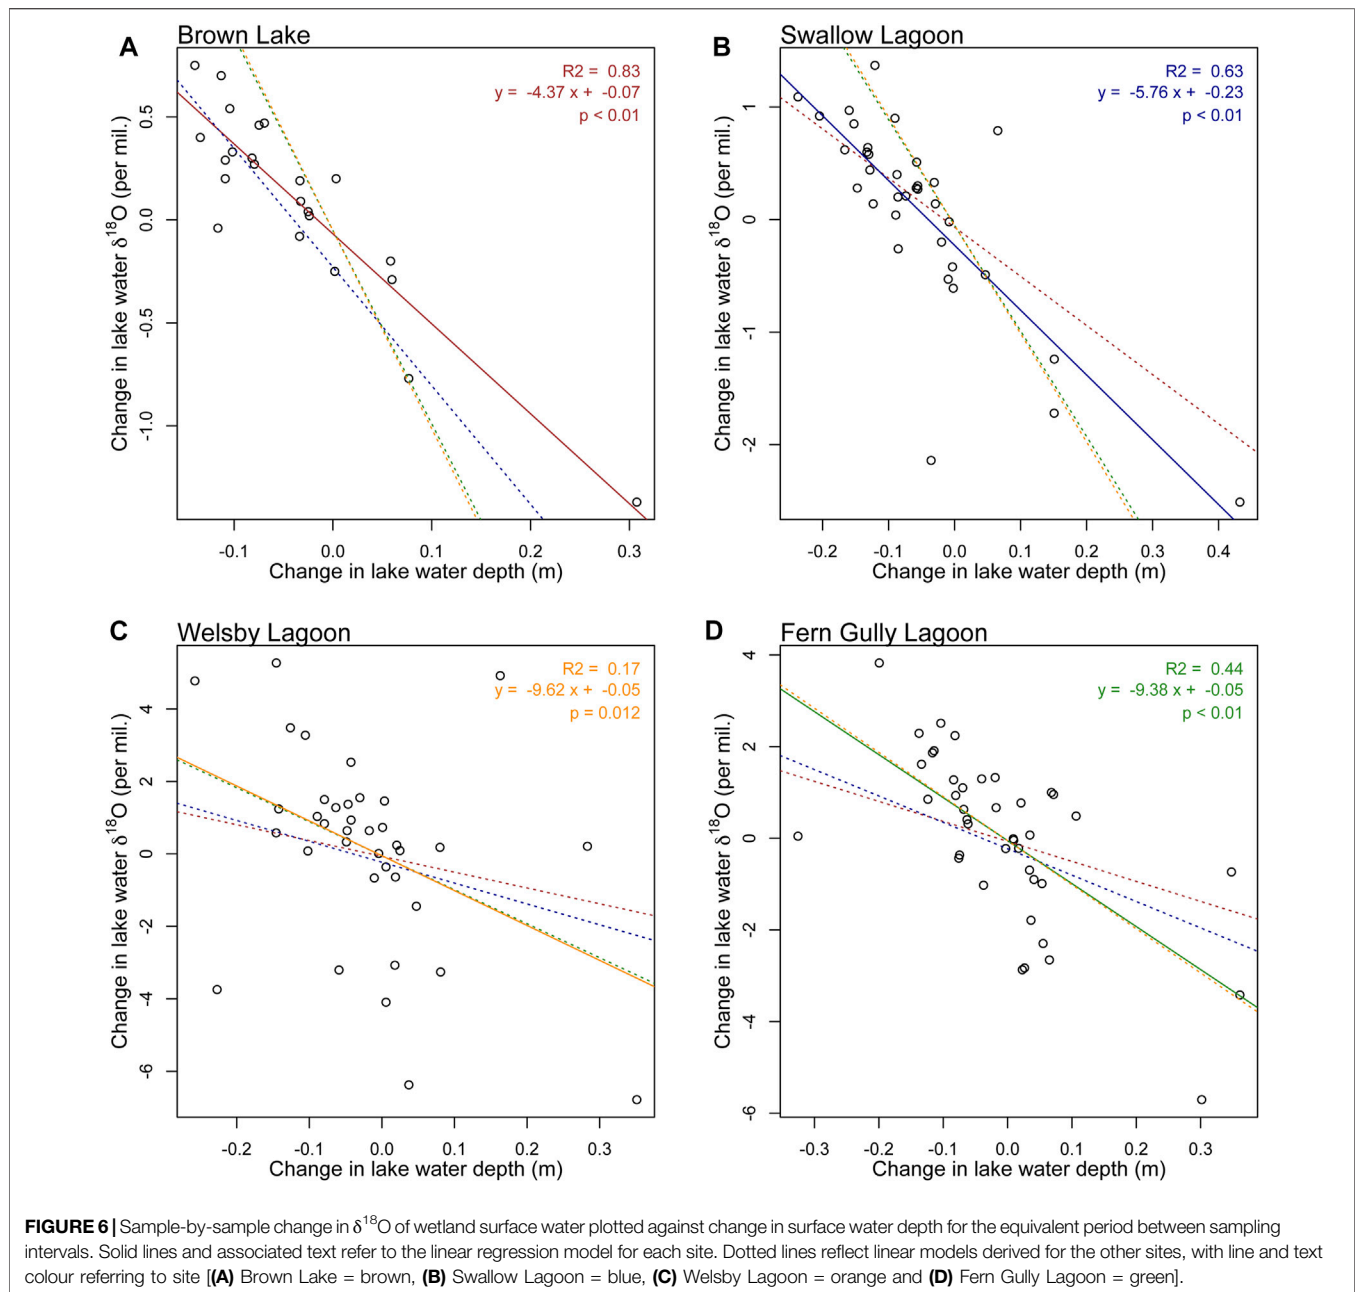 A
Brown Lake
R2 = 0.83
y = -4.37 x + -0.07
p < 0.01
Change in lake water δ18O (per mil.)
0.5
0.0
-0.5
-1.0
-0.1
0.0
0.1
0.2
0.3
Change in lake water depth (m)
B
Swallow Lagoon
R2 = 0.63
y = -5.76 x + -0.23
p < 0.01
Change in lake water δ18O (per mil.)
1
0
-1
-2
-0.2
-0.1
0.0
0.1
0.2
0.3
0.4
Change in lake water depth (m)
C
Welsby Lagoon
R2 = 0.17
y = -9.62 x + -0.05
p = 0.012
Change in lake water δ18O (per mil.)
4
2
0
-2
-4
-6
-0.2
-0.1
0.0
0.1
0.2
0.3
Change in lake water depth (m)
D
Fern Gully Lagoon
R2 = 0.44
y = -9.38 x + -0.05
p < 0.01
Change in lake water δ18O (per mil.)
4
2
0
-2
-4
-6
-0.3
-0.2
-0.1
0.0
0.1
0.2
0.3
Change in lake water depth (m)
FIGURE 6 | Sample-by-sample change in δ18O of wetland surface water plotted against change in surface water depth for the equivalent period between sampling
intervals. Solid lines and associated text refer to the linear regression model for each site. Dotted lines reflect linear models derived for the other sites, with line and text
colour referring to site [(A) Brown Lake = brown, (B) Swallow Lagoon = blue, (C) Welsby Lagoon = orange and (D) Fern Gully Lagoon = green].